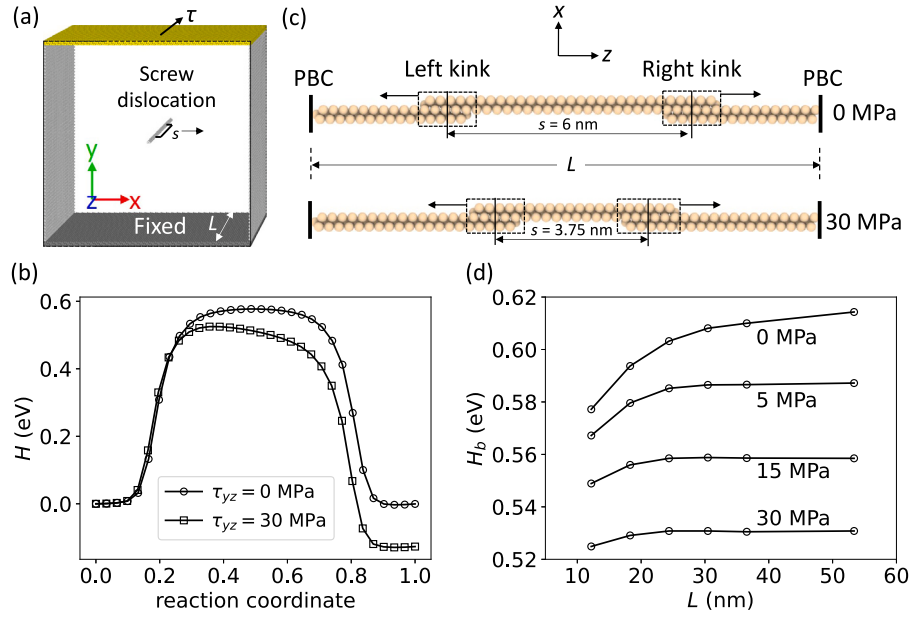 (a)
τ
Screw
dislocation
s
y
z
x
Fixed
L
(c)
x
z
PBC
Left kink
Right kink
PBC
s = 6 nm
0 MPa
L
s = 3.75 nm
30 MPa
(b)
H (eV)
0.6
0.4
0.2
0.0
τyz = 0 MPa
τyz = 30 MPa
0.0 0.2 0.4 0.6 0.8 1.0
reaction coordinate
(d)
Hb (eV)
0.62
0.60
0.58
0.56
0.54
0.52
0 MPa
5 MPa
15 MPa
30 MPa
10 20 30 40 50 60
L (nm)